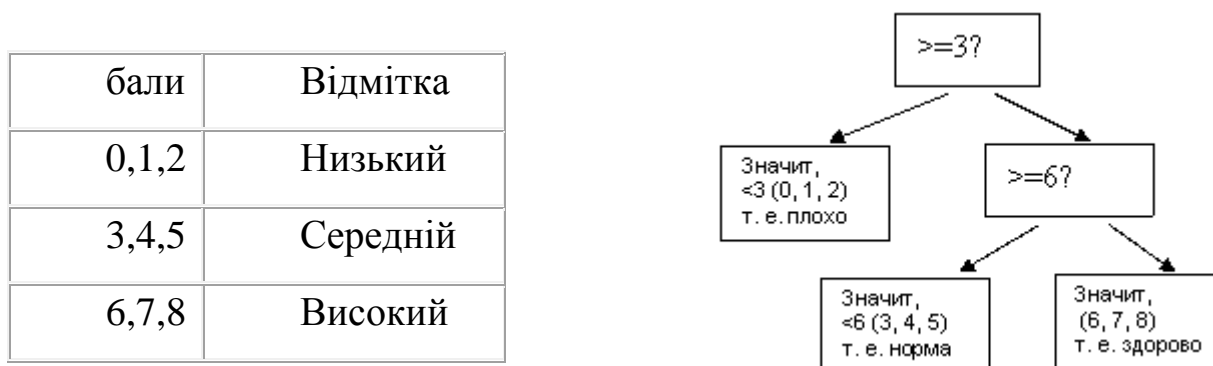 бали Відмітка
0,1,2 Низький
3,4,5 Середній
6,7,8 Високий
>=3?
Значит,
<3 (0, 1, 2)
т. е. плохо
>=6?
Значит,
<6 (3, 4, 5)
т. е. норма
Значит,
(6, 7, 8)
т. е. здорово